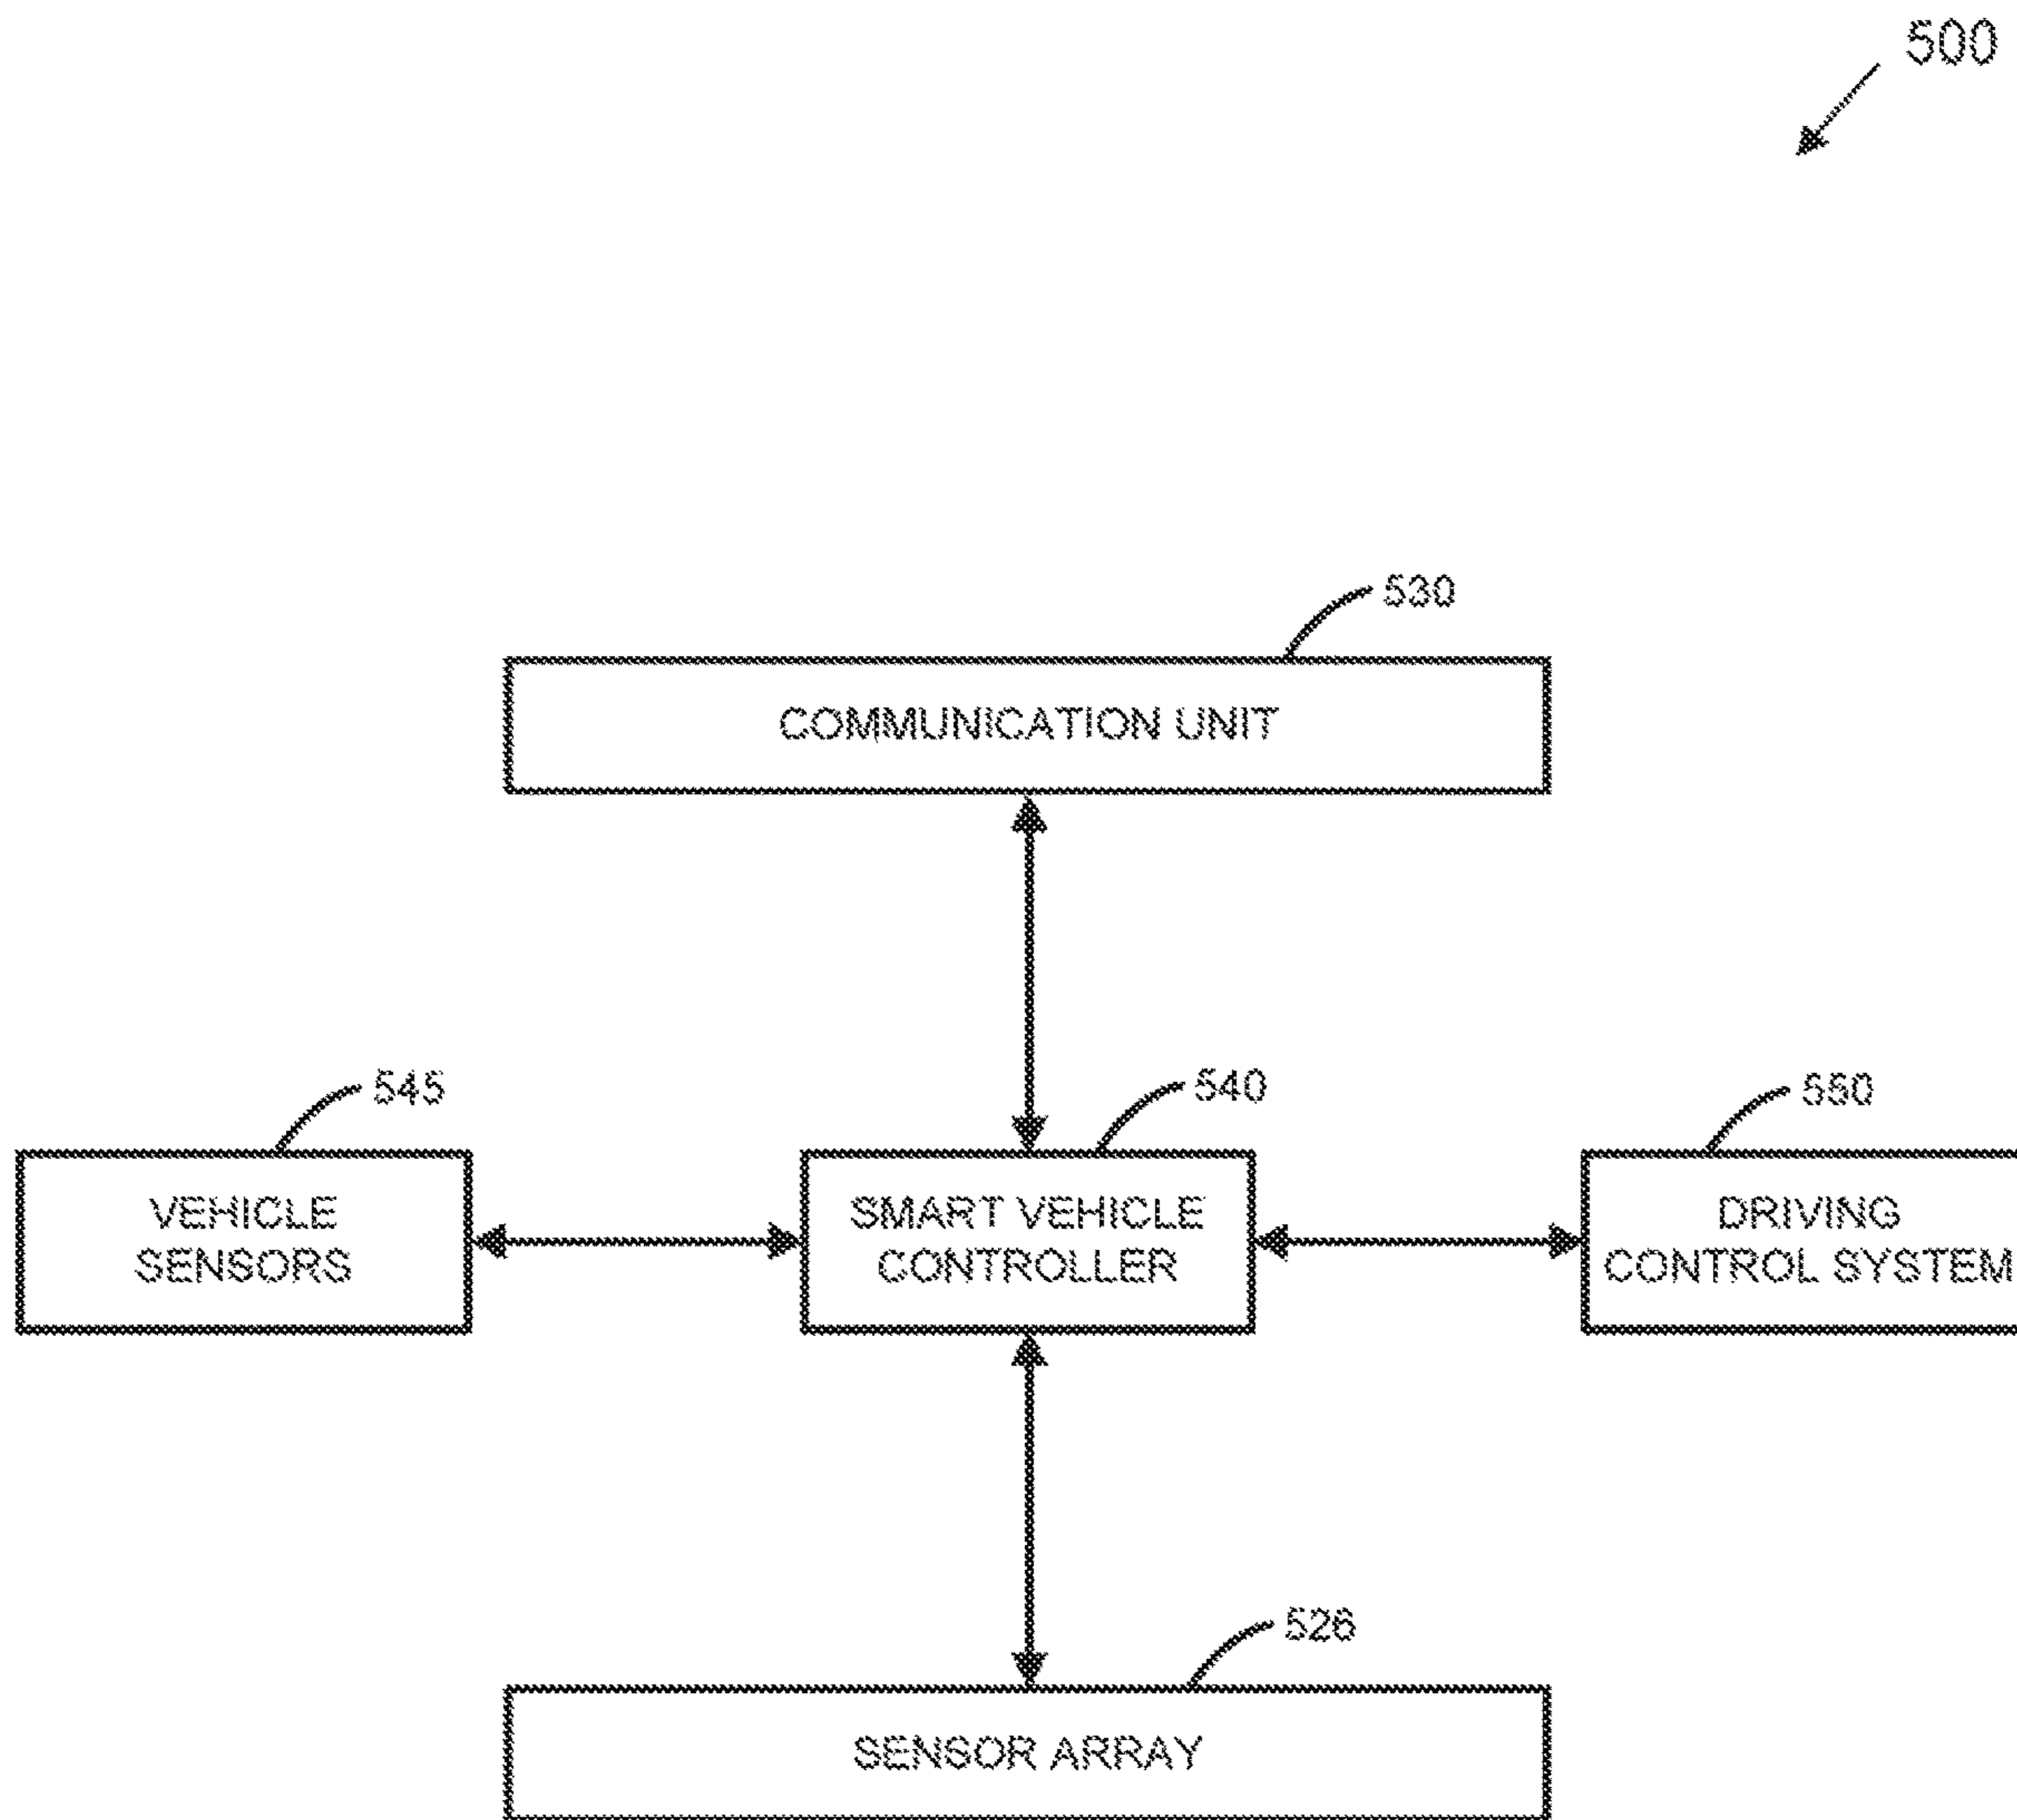 500
530
COMMUNICATION UNIT
545
540
550
VEHICLE
SENSORS
SMART VEHICLE
CONTROLLER
DRIVING
CONTROL SYSTEM
526
SENSOR ARRAY